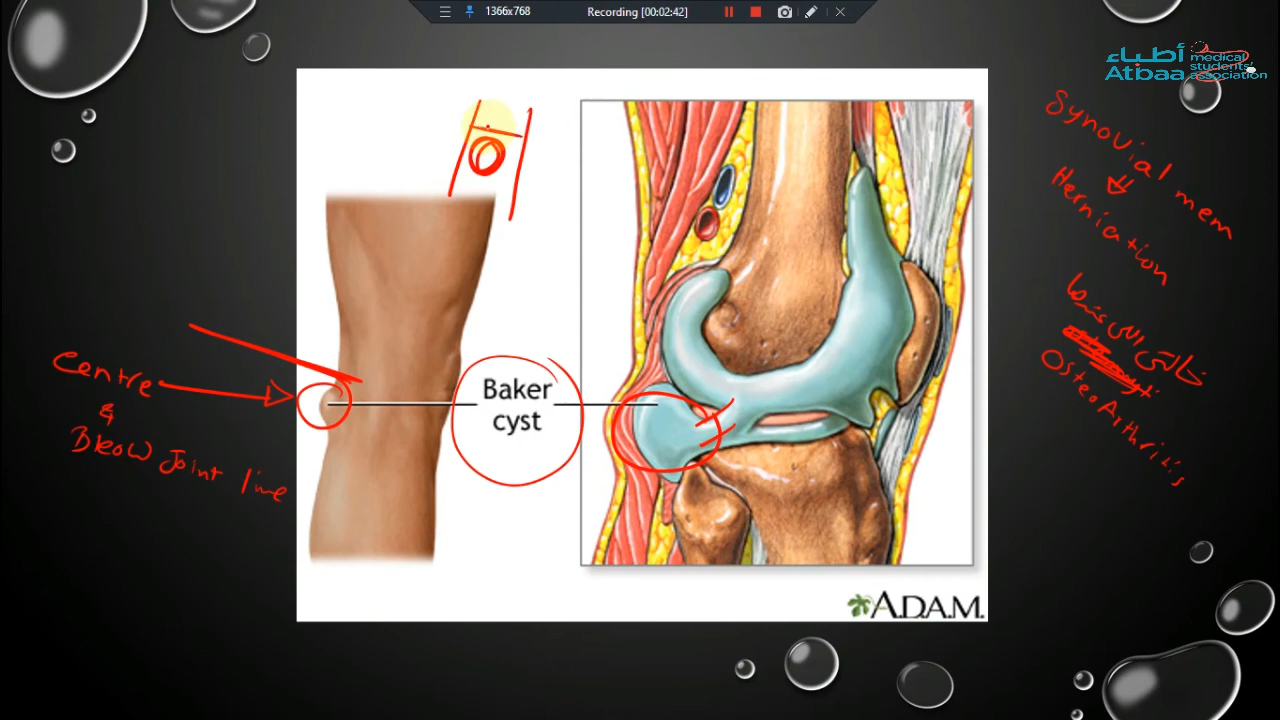 1366x768
Recording [00:02:42]
أطباء
Atbaa
medical
students'
association
Synovial mem
Herniation
OsteoArthritis
Centre
&
Bleow Joint line
Baker
cyst
A.D.A.M.